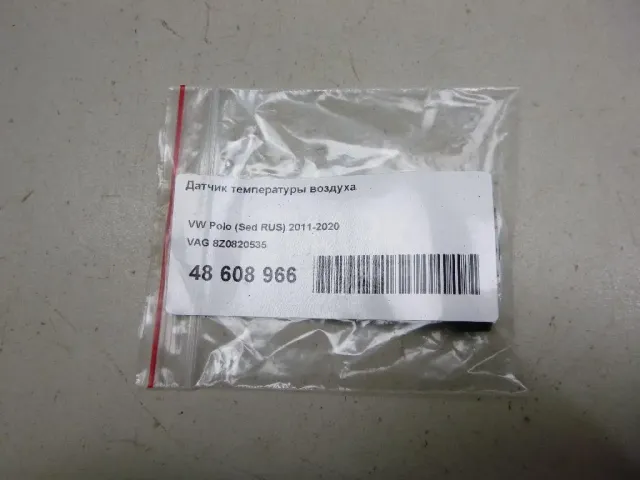 Датчик температуры воздуха
VW Polo (Sed RUS) 2011-2020
VAG 8Z0820535
48 608 966